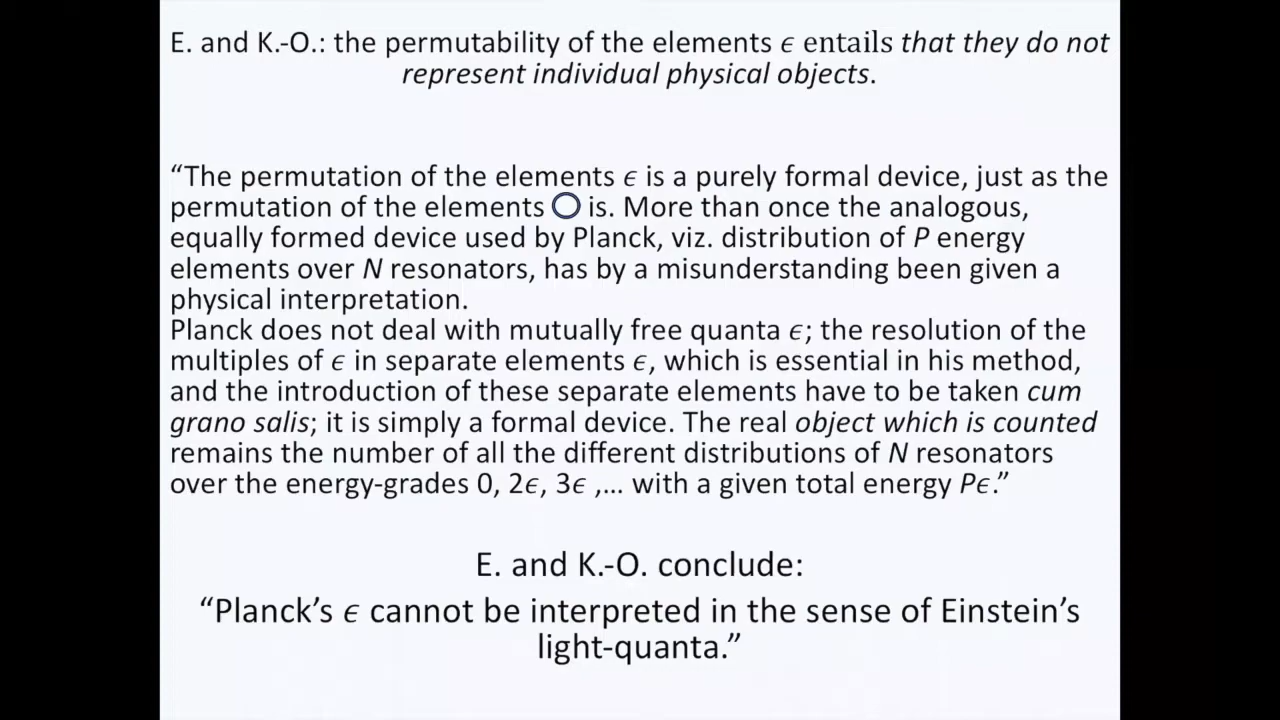 E. and K.-O.: the permutability of the elements ϵ entails that they do not
represent individual physical objects.
“The permutation of the elements ϵ is a purely formal device, just as the
permutation of the elements ◯ is. More than once the analogous,
equally formed device used by Planck, viz. distribution of P energy
elements over N resonators, has by a misunderstanding been given a
physical interpretation.
Planck does not deal with mutually free quanta ϵ; the resolution of the
multiples of ϵ in separate elements ϵ, which is essential in his method,
and the introduction of these separate elements have to be taken cum
grano salis; it is simply a formal device. The real object which is counted
remains the number of all the different distributions of N resonators
over the energy-grades 0, 2ϵ, 3ϵ ,... with a given total energy Pϵ.”
E. and K.-O. conclude:
“Planck’s ϵ cannot be interpreted in the sense of Einstein’s
light-quanta.”